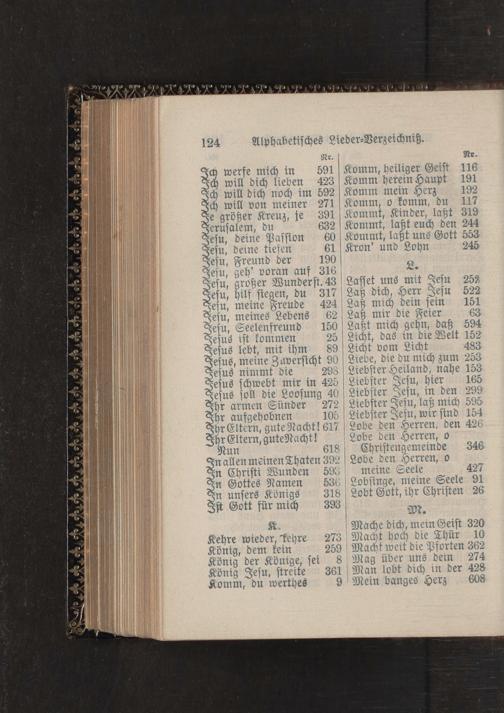 124 Alphabetisches Lieder-Verzeichniß.
Nr.
Ich werfe mich in 591
Ich will dich lieben 423
Ich will dich noch im 592
Ich will von meiner 271
Je größer Kreuz, je 391
Jerusalem, du 632
Jesu, deine Passion 60
Jesu, deine tiefen 61
Jesu, Freund der 190
Jesu, geh' voran auf 316
Jesu, großer Wunderst. 43
Jesu, hilf siegen, du 317
Jesu, meine Freude 424
Jesu, meines Lebens 62
Jesu, Seelenfreund 150
Jesus ist kommen 25
Jesus lebt, mit ihm 89
Jesus, meine Zuversicht 90
Jesus nimmt die 298
Jesus schwebt mir in 425
Jesus soll die Loosung 40
Ihr armen Sünder 272
Ihr aufgehobnen 105
Ihr Eltern, gute Nacht! 617
Ihr Eltern, gute Nacht!
Nun 618
In allen meinen Thaten 392
In Christi Wunden 593
In Gottes Namen 536
In unsers Königs 318
Ist Gott für mich 393
K.
Kehre wieder, kehre 273
König, dem kein 259
König der Könige, sei 8
König Jesu, streite 361
Komm, du werthes 9
Nr.
Komm, heiliger Geist 116
Komm herein Haupt 191
Komm mein Herz 192
Komm, o komm, du 117
Kommt, Kinder, laßt 319
Kommt, laßt euch den 244
Kommt, laßt uns Gott 553
Kron' und Lohn 245
L.
Lasset uns mit Jesu 252
Laß dich, Herr Jesu 522
Laß mich dein sein 151
Laß mir die Feier 63
Laßt mich gehn, daß 594
Licht, das in die Welt 152
Licht vom Licht 483
Liebe, die du mich zum 253
Liebster Heiland, nahe 153
Liebster Jesu, hier 165
Liebster Jesu, in den 299
Liebster Jesu, laß mich 595
Liebster Jesu, wir sind 154
Lobe den Herren, den 426
Lobe den Herren, o
Christengemeinde 346
Lobe den Herren, o
meine Seele 427
Lobsinge, meine Seele 91
Lobt Gott, ihr Christen 26
M.
Mache dich, mein Geist 320
Macht hoch die Thür 10
Macht weit die Pforten 362
Mag über uns dein 274
Man lobt dich in der 428
Mein banges Herz 608